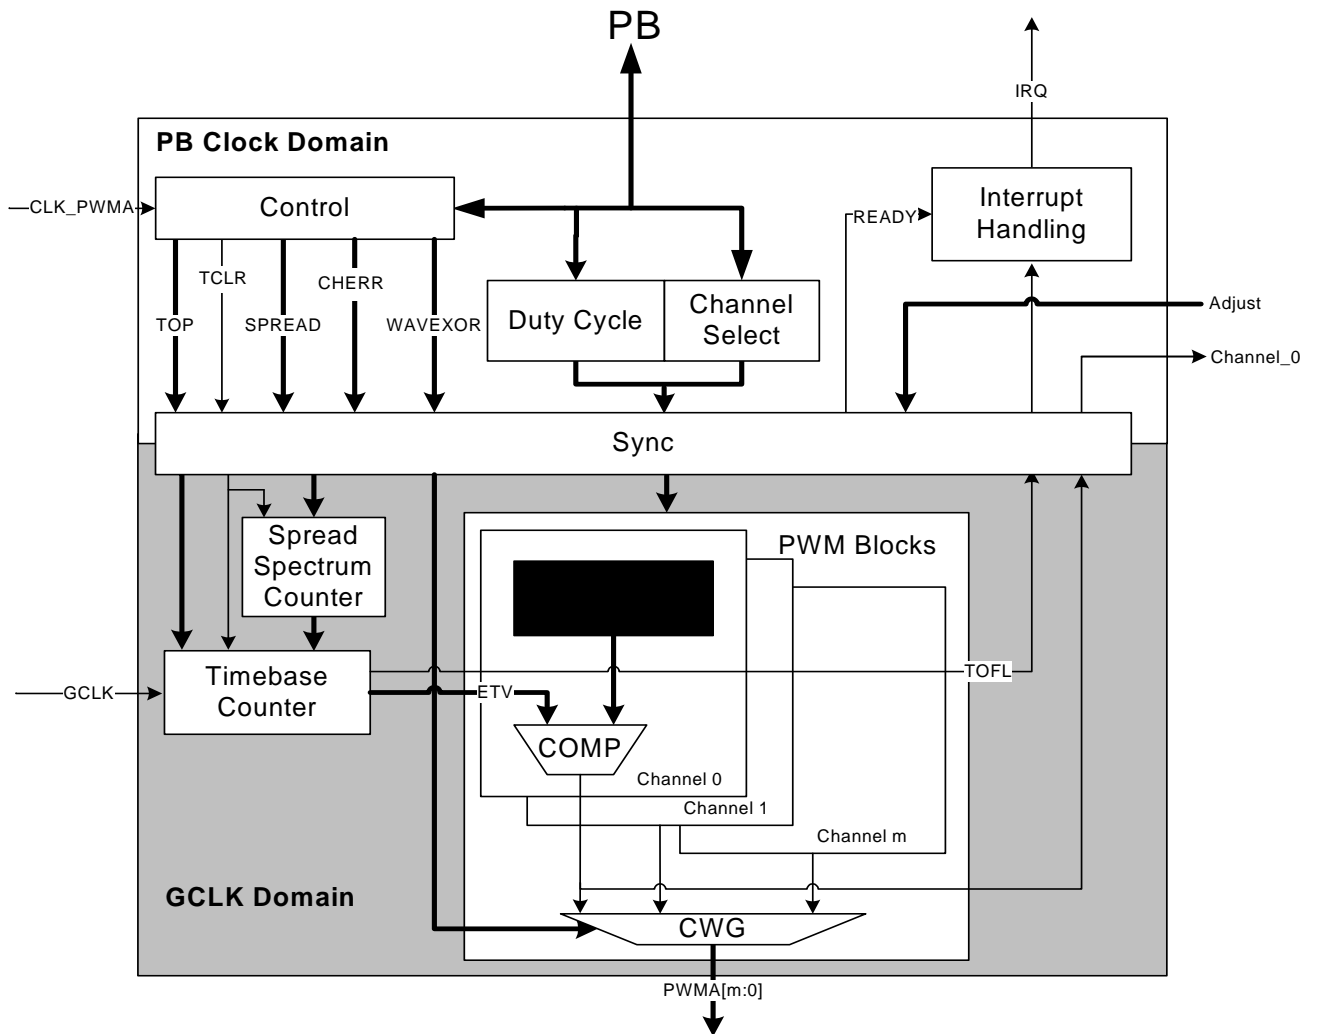 PB
IRQ
PB Clock Domain
CLK_PWMA
Control
READY
Interrupt
Handling
TCLR
CHERR
TOP
SPREAD
WAVEXOR
Duty Cycle
Channel
Select
Adjust
Channel_0
Sync
Spread
Spectrum
Counter
PWM Blocks
Timebase
Counter
GCLK
ETV
TOFL
COMP
Channel 0
Channel 1
Channel m
GCLK Domain
CWG
PWMA[m:0]